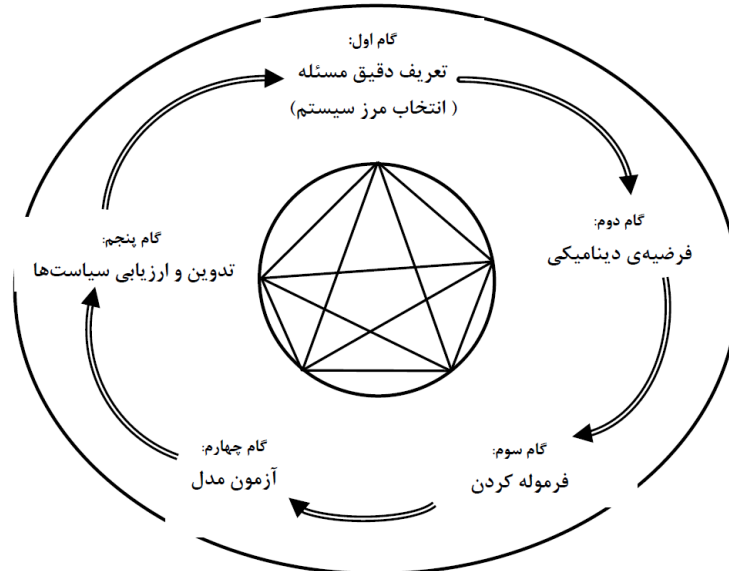 گام اول:
تعریف دقیق مسئله
( انتخاب مرز سیستم)
گام دوم:
فرضیه‌ی دینامیکی
گام سوم:
فرموله کردن
گام چهارم:
آزمون مدل
گام پنجم:
تدوین و ارزیابی سیاست‌ها